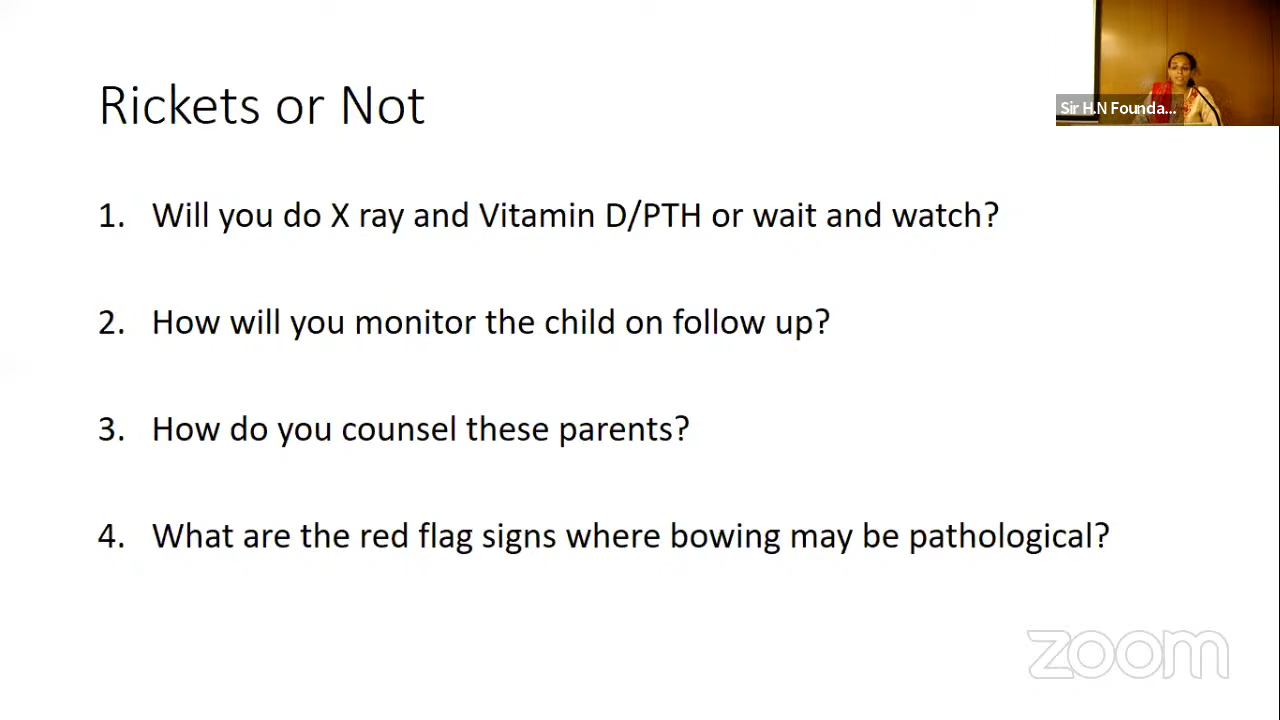 Rickets or Not
Sir H.N Founda...
1. Will you do X ray and Vitamin D/PTH or wait and watch?
2. How will you monitor the child on follow up?
3. How do you counsel these parents?
4. What are the red flag signs where bowing may be pathological?
zoom